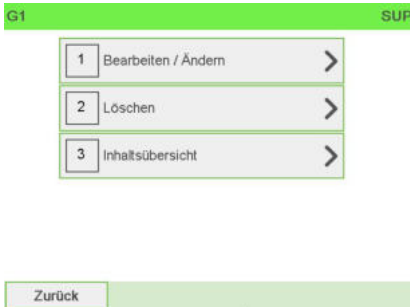 G1 SUP
1 Bearbeiten / Ändern
2 Löschen
3 Inhaltsübersicht
Zurück